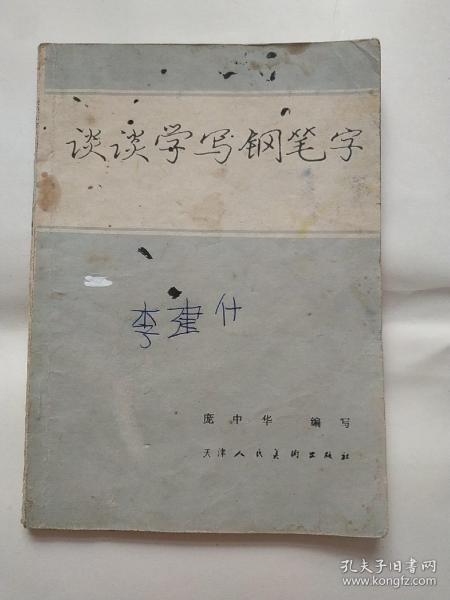 谈谈学写钢笔字
李建什
庞中华 编写
天津人民美术出版社
孔夫子旧书网
www.kongfz.com